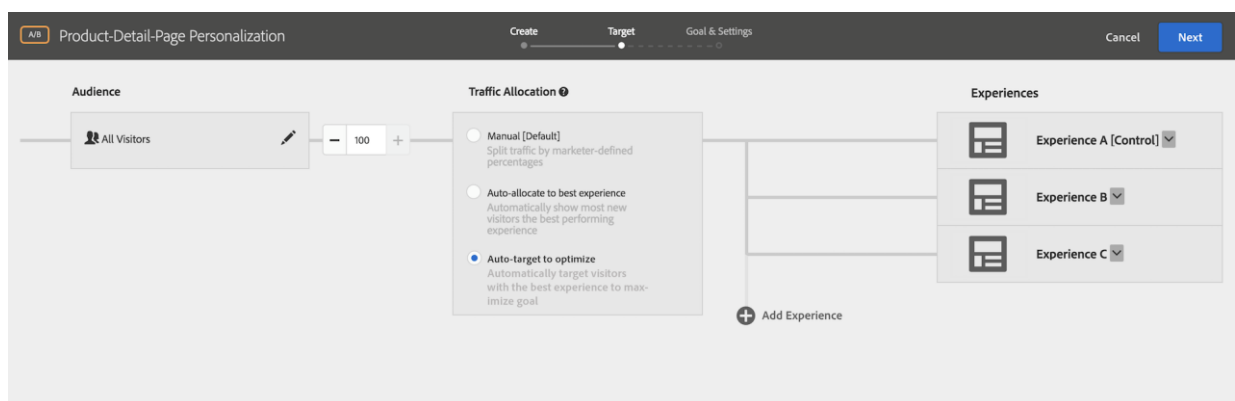 A/B Product-Detail-Page Personalization
Create
Target
Goal & Settings
Cancel
Next
Audience
All Visitors
100
Traffic Allocation
Manual [Default]
Split traffic by marketer-defined
percentages
Auto-allocate to best experience
Automatically show most new
visitors the best performing
experience
Auto-target to optimize
Automatically target visitors
with the best experience to max-
imize goal
Add Experience
Experiences
Experience A [Control]
Experience B
Experience C